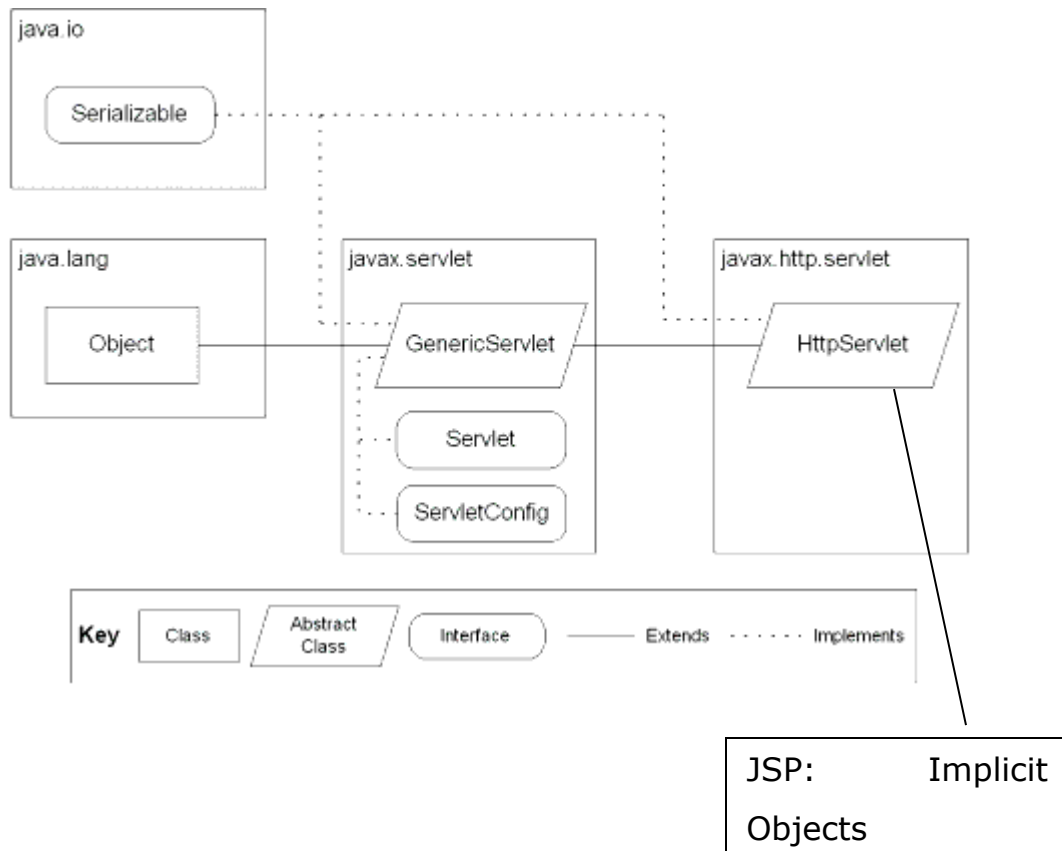 java.io
Serializable
java.lang
Object
javax.servlet
GenericServlet
Servlet
ServletConfig
javax.http.servlet
HttpServlet
Key
Class
Abstract
Class
Interface
Extends
Implements
JSP: Implicit
Objects